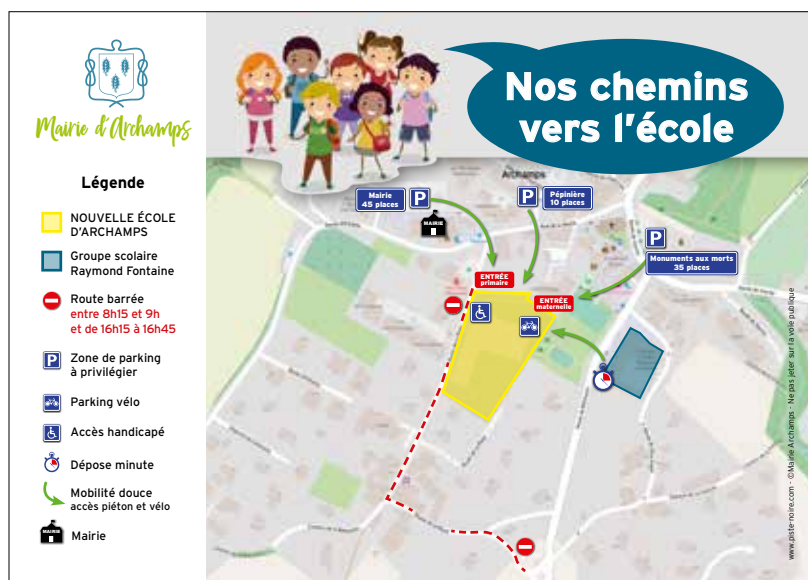 Mairie d'Archamps
Nos chemins
vers l'école
Légende
NOUVELLE ÉCOLE
D'ARCHAMPS
Groupe scolaire
Raymond Fontaine
Route barrée
entre 8h15 et 9h
et de 16h15 à 16h45
P
Zone de parking
à privilégier
Parking vélo
Accès handicapé
Dépose minute
Mobilité douce
accès piéton et vélo
MAIRIE
Mairie
Archamps
Mairie
45 places
P
MAIRIE
P
Pépinière
10 places
P
Monuments aux morts
35 places
ENTRÉE
primaire
ENTRÉE
maternelle
www.piste-noire.com - ©Mairie Archamps - Ne pas jeter sur la voie publique